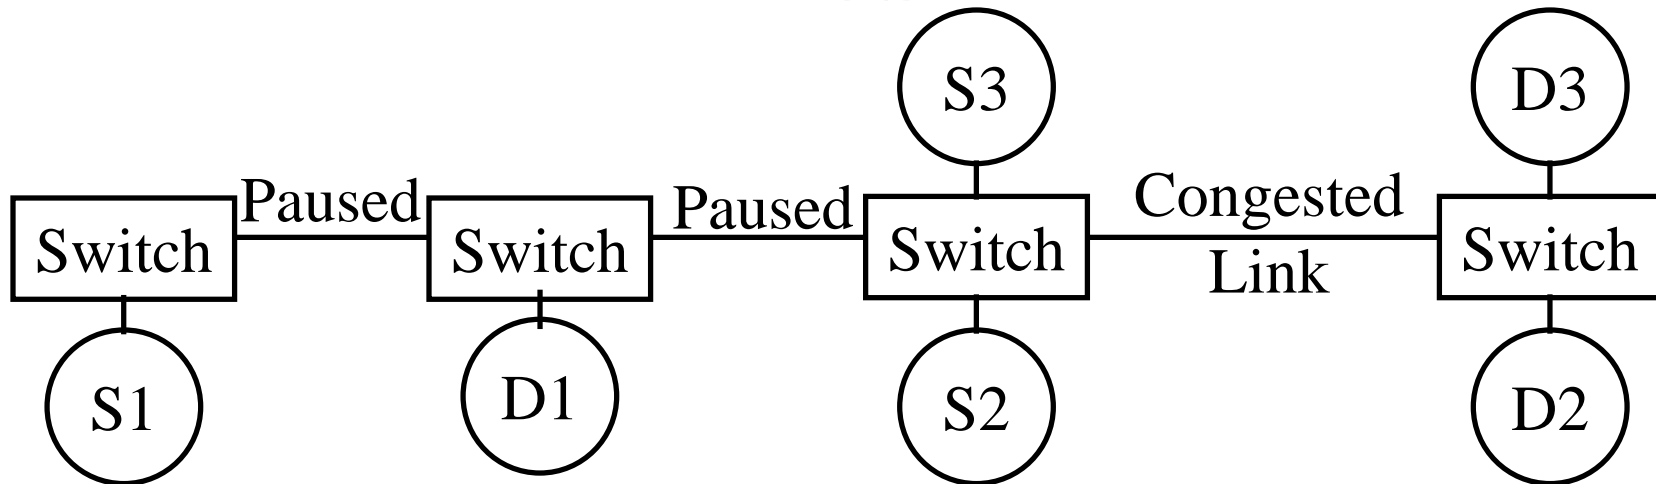 S3
D3
Paused
Paused
Congested
Switch
Switch
Switch
Switch
Link
S1
D1
S2
D2